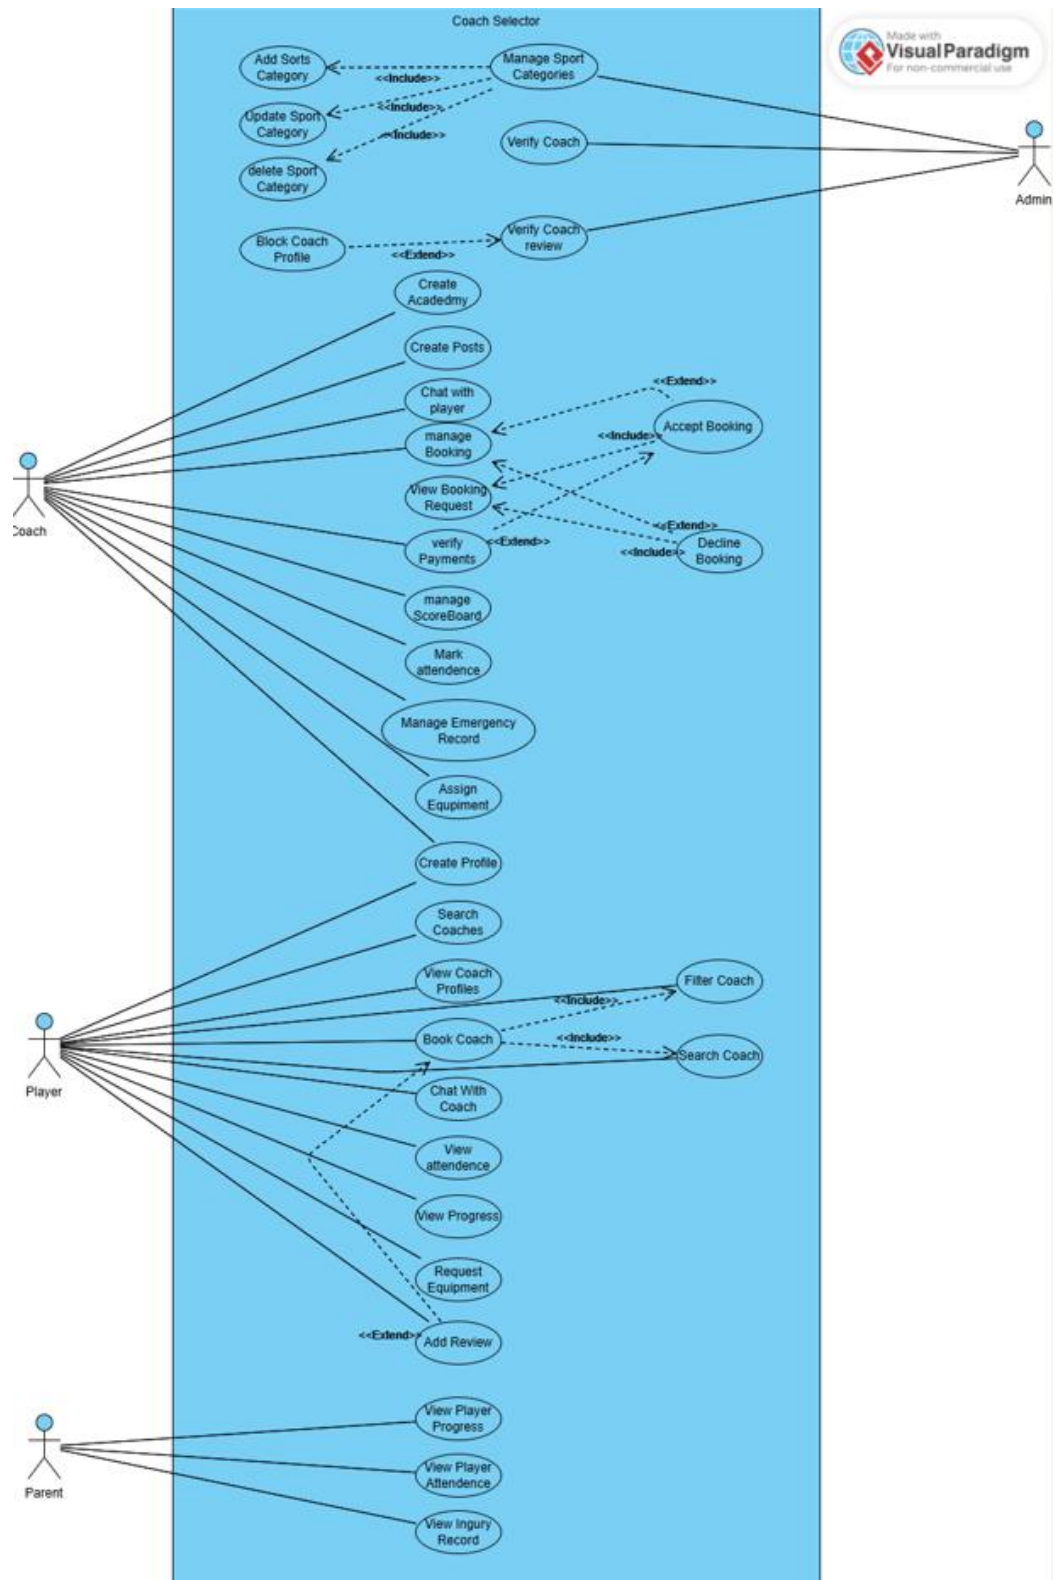 Coach Selector
Made with
Visual Paradigm
For non-commercial use
Add Sorts
Category
<<Include>>
Manage Sport
Categories
Update Sport
Category
<<Include>>
<<Include>>
Verify Coach
delete Sport
Category
Admin
Block Coach
Profile
<<Extend>>
Verify Coach
review
Create
Acadedmy
Create Posts
<<Extend>>
Chat with
player
Accept Booking
manage
Booking
<<Include>>
Coach
View Booking
Request
<<Extend>>
verify
Payments
<<Extend>>
<<Include>>
Decline
Booking
manage
ScoreBoard
Mark
attendence
Manage Emergency
Record
Assign
Equpiment
Create Profile
Search
Coaches
View Coach
Profiles
Filter Coach
<<Include>>
Player
Book Coach
<<Include>>
Search Coach
Chat With
Coach
View
attendence
View Progress
Request
Equipment
<<Extend>>
Add Review
View Player
Progress
Parent
View Player
Attendence
View Ingury
Record